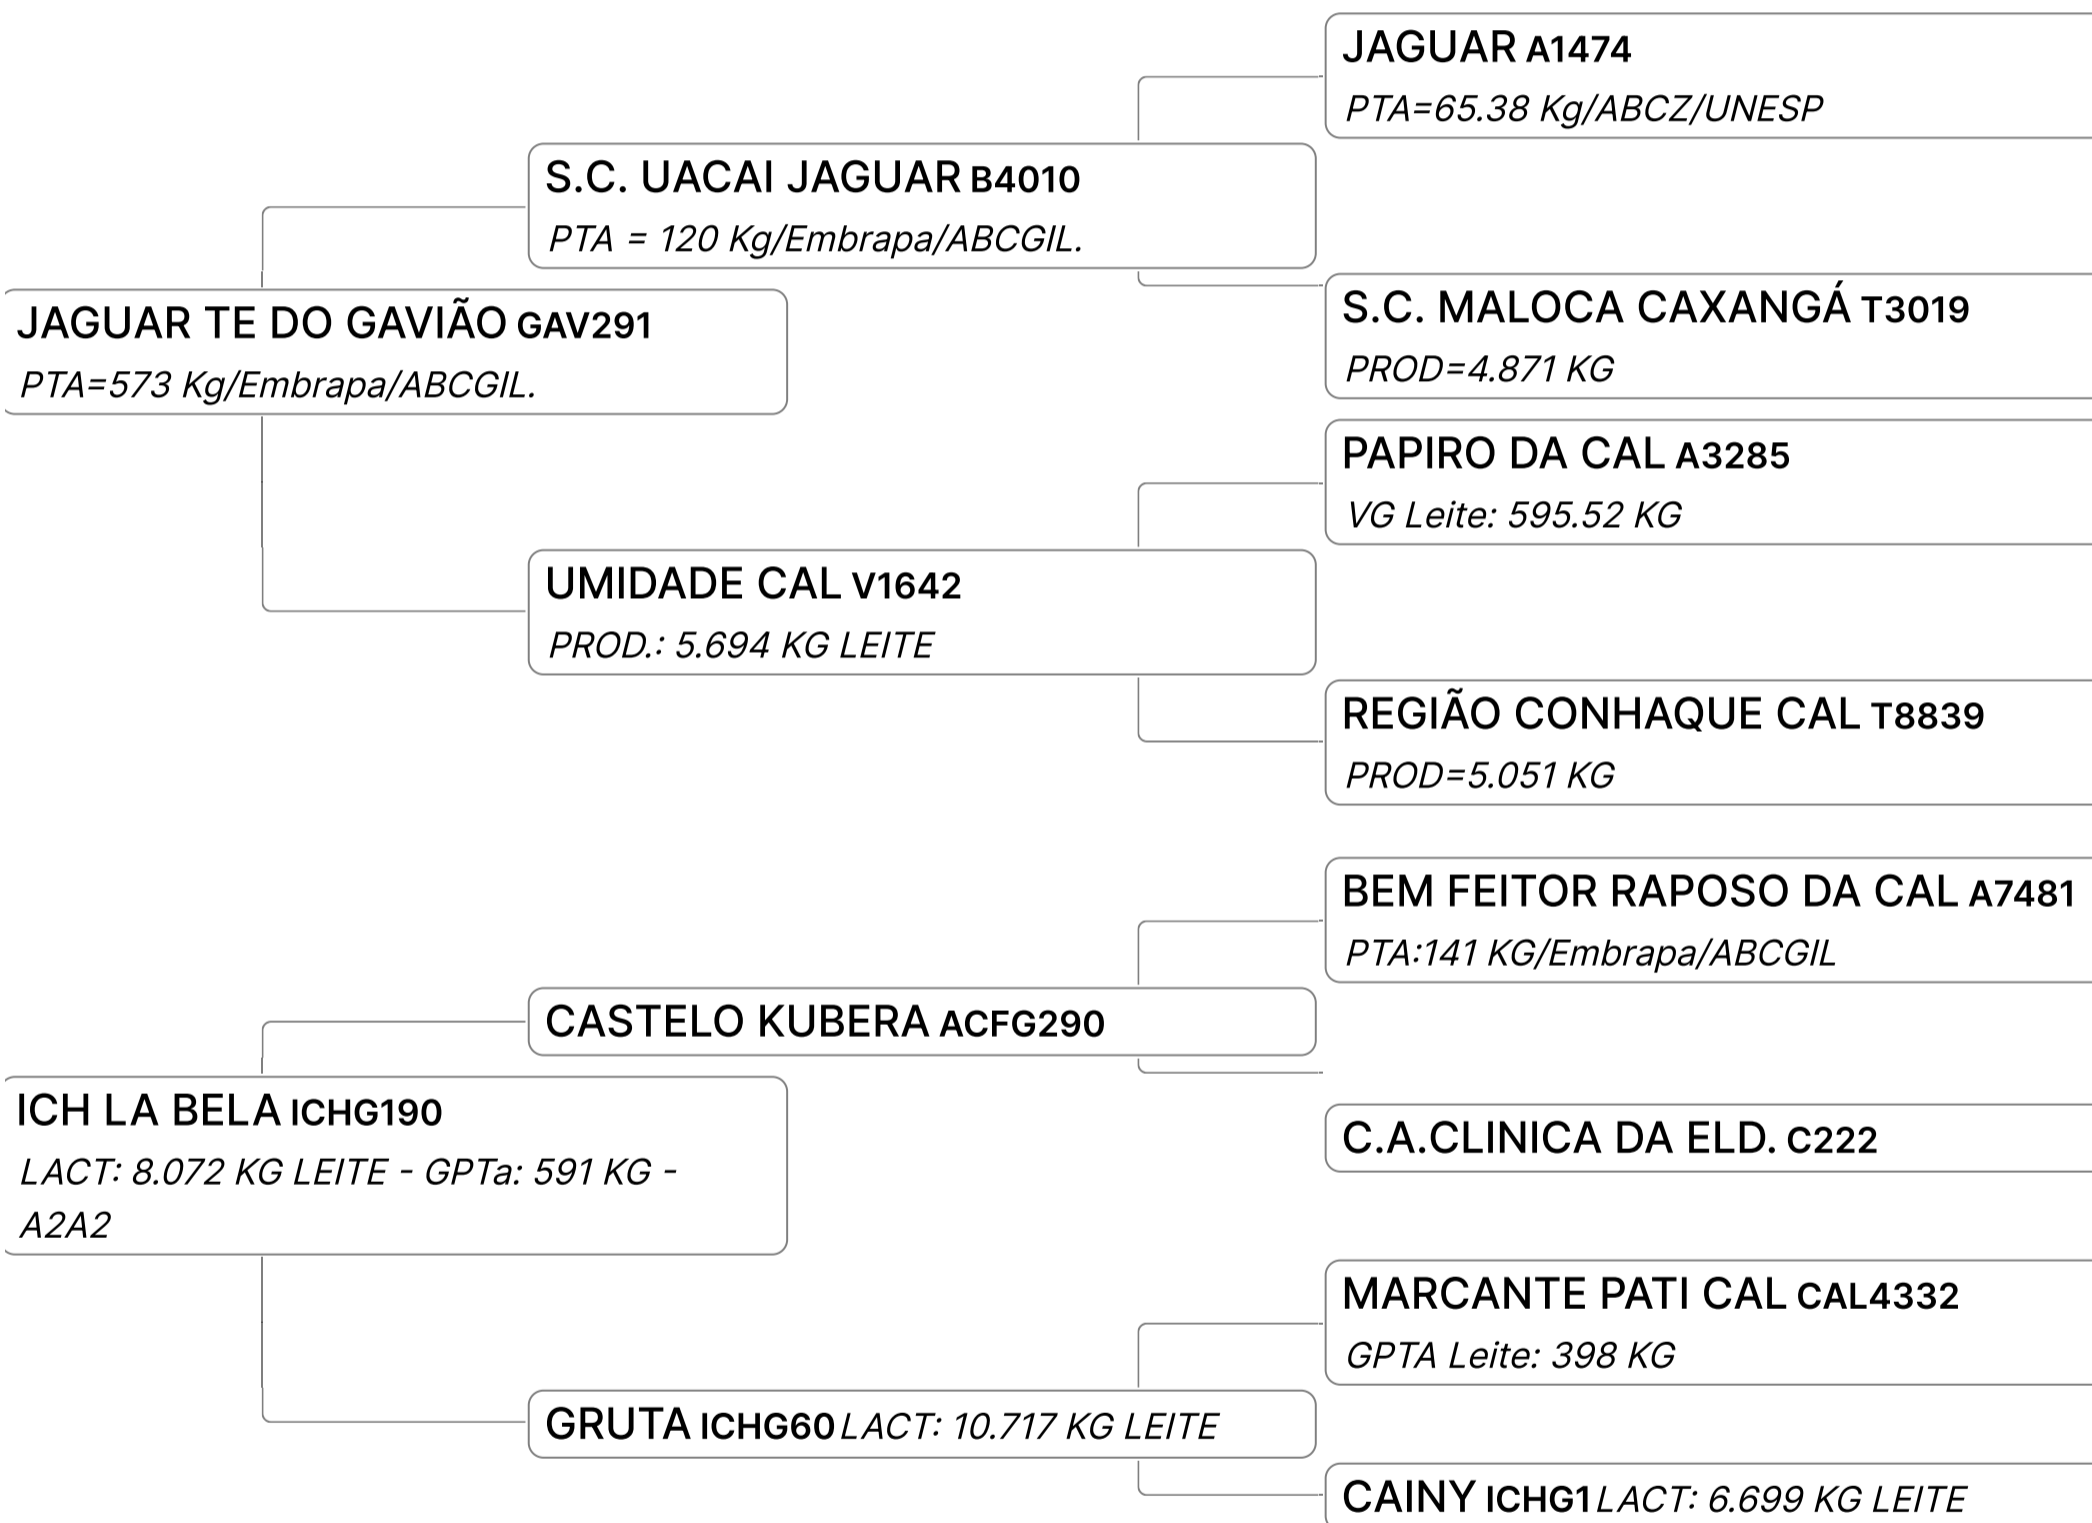 JAGUAR A1474
PTA=65.38 Kg/ABCZ/UNESP
S.C. UACAI JAGUAR B4010
PTA = 120 Kg/Embrapa/ABCGIL.
S.C. MALOCA CAXANGÁ T3019
PROD=4.871 KG
JAGUAR TE DO GAVIÃO GAV291
PTA=573 Kg/Embrapa/ABCGIL.
PAPIRO DA CAL A3285
VG Leite: 595.52 KG
UMIDADE CAL V1642
PROD.: 5.694 KG LEITE
REGIÃO CONHAQUE CAL T8839
PROD=5.051 KG
BEM FEITOR RAPOSO DA CAL A7481
PTA:141 KG/Embrapa/ABCGIL
CASTELO KUBERA ACFG290
C.A.CLINICA DA ELD. C222
ICH LA BELA ICHG190
LACT: 8.072 KG LEITE - GPTa: 591 KG -
A2A2
MARCANTE PATI CAL CAL4332
GPTA Leite: 398 KG
GRUTA ICHG60 LACT: 10.717 KG LEITE
CAINY ICHG1 LACT: 6.699 KG LEITE